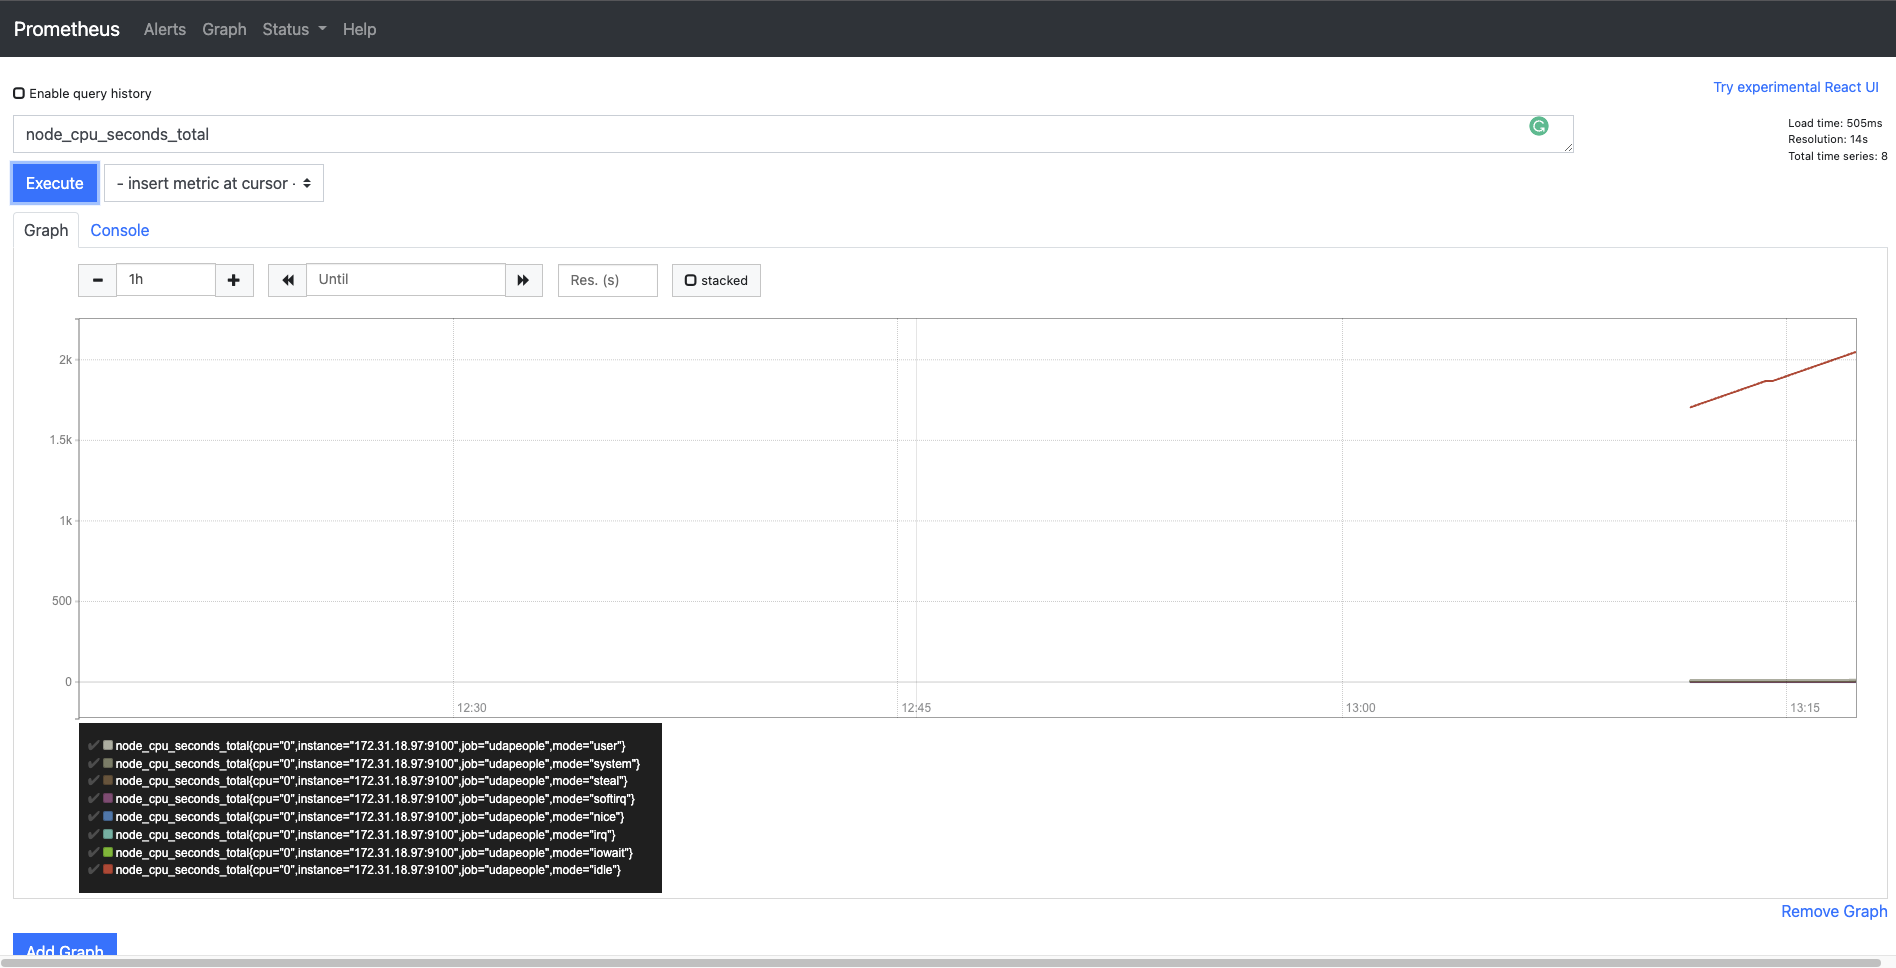 Prometheus Alerts Graph Status Help
Enable query history
Try experimental React UI
node_cpu_seconds_total
Load time: 505ms
Resolution: 14s
Total time series: 8
Execute - insert metric at cursor -
Graph Console
1h Until Res. (s) stacked
2k
1.5k
1k
500
0
12:30 12:45 13:00 13:15
node_cpu_seconds_total{cpu="0",instance="172.31.18.97:9100",job="udapeople",mode="user"}
node_cpu_seconds_total{cpu="0",instance="172.31.18.97:9100",job="udapeople",mode="system"}
node_cpu_seconds_total{cpu="0",instance="172.31.18.97:9100",job="udapeople",mode="steal"}
node_cpu_seconds_total{cpu="0",instance="172.31.18.97:9100",job="udapeople",mode="softirq"}
node_cpu_seconds_total{cpu="0",instance="172.31.18.97:9100",job="udapeople",mode="nice"}
node_cpu_seconds_total{cpu="0",instance="172.31.18.97:9100",job="udapeople",mode="irq"}
node_cpu_seconds_total{cpu="0",instance="172.31.18.97:9100",job="udapeople",mode="iowait"}
node_cpu_seconds_total{cpu="0",instance="172.31.18.97:9100",job="udapeople",mode="idle"}
Remove Graph
Add Graph